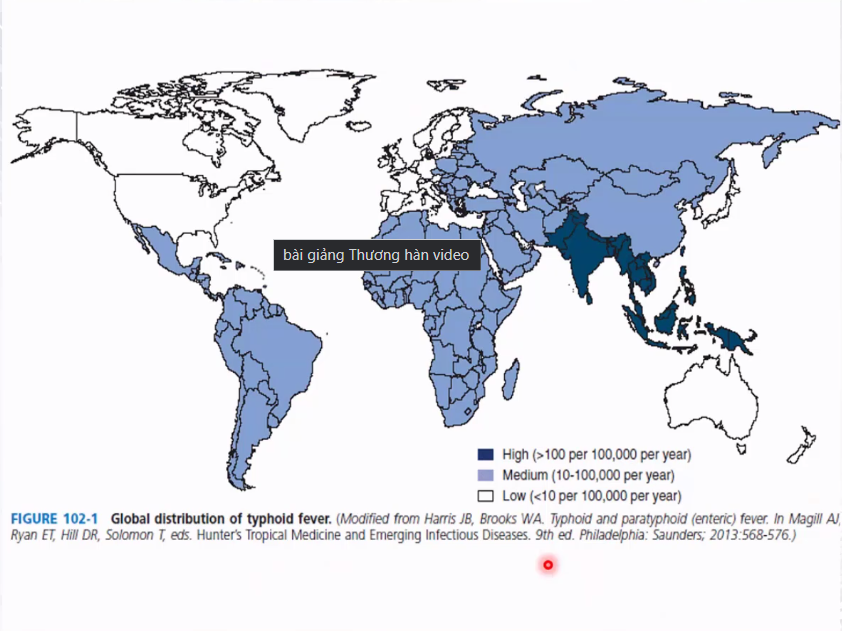 bài giảng Thương hàn video
High (>100 per 100,000 per year)
Medium (10-100,000 per year)
Low (<10 per 100,000 per year)
FIGURE 102-1 Global distribution of typhoid fever. (Modified from Harris JB, Brooks WA. Typhoid and paratyphoid (enteric) fever. In Magill AJ,
Ryan ET, Hill DR, Solomon T, eds. Hunter's Tropical Medicine and Emerging Infectious Diseases. 9th ed. Philadelphia: Saunders; 2013:568-576.)